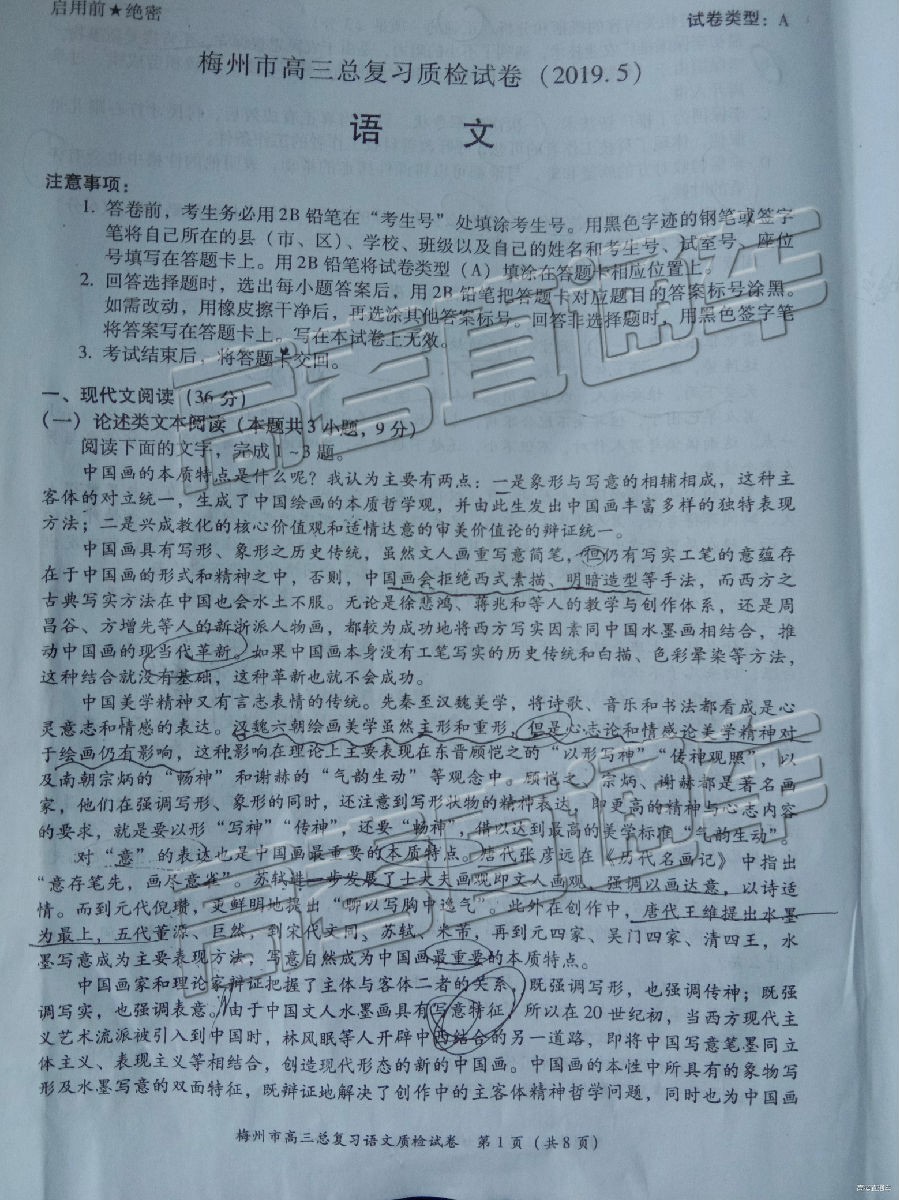 启用前★绝密
试卷类型：A
梅州市高三总复习质检试卷（2019.5）
语 文
注意事项：
1. 答卷前，考生务必用2B铅笔在“考生号”处填涂考生号。用黑色字迹的钢笔或签字
笔将自己所在的县（市、区）、学校、班级以及自己的姓名和考生号、试室号、座位
号填写在答题卡上。用2B铅笔将试卷类型（A）填涂在答题卡相应位置上。
2. 回答选择题时，选出每小题答案后，用2B铅笔把答题卡对应题目的答案标号涂黑。
如需改动，用橡皮擦干净后，再选涂其他答案标号。回答非选择题时，用黑色签字笔
将答案写在答题卡上。写在本试卷上无效。
3. 考试结束后，将答题卡交回。
一、现代文阅读（36分）
（一）论述类文本阅读（本题共3小题，9分）
阅读下面的文字，完成1~3题。
中国画的本质特点是什么呢？我认为主要有两点：一是象形与写意的相辅相成，这种主
客体的对立统一，生成了中国绘画的本质哲学观，并由此生发出中国画丰富多样的独特表现
方法；二是兴成教化的核心价值观和适情达意的审美价值论的辩证统一。
中国画具有写形、象形之历史传统，虽然文人画重写意简笔，但仍有写实工笔的意蕴存
在于中国画的形式和精神之中，否则，中国画会拒绝西式素描、明暗造型等手法，而西方之
古典写实方法在中国也会水土不服。无论是徐悲鸿、蒋兆和等人的教学与创作体系，还是周
昌谷、方增先等人的新浙派人物画，都较为成功地将西方写实因素同中国水墨画相结合，推
动中国画的现当代革新。如果中国画本身没有工笔写实的历史传统和白描、色彩晕染等方法，
这种结合就没有基础，这种革新也就不会成功。
中国美学精神又有言志表情的传统。先秦至汉魏美学，将诗歌、音乐和书法都看成是心
灵意志和情感的表达。汉魏六朝绘画美学虽然主形和重形，但是心志论和情感论美学精神对
于绘画仍有影响，这种影响在理论上主要表现在东晋顾恺之的“以形写神”“传神观照”，以
及南朝宗炳的“畅神”和谢赫的“气韵生动”等观念中。顾恺之、宗炳、谢赫都是著名画
家，他们在强调写形、象形的同时，还注意到写形状物的精神表达，即更高的精神与心志内容
的要求，就是要以形“写神”“传神”，还要“畅神”，借以达到最高的美学标准“气韵生动”。
对“意”的表达也是中国画最重要的本质特点。唐代张彦远在《历代名画记》中指出
“意存笔先，画尽意雀”。苏轼进一步发展了士大夫画观即文人画观，强调以画达意，以诗适
情。而到元代倪瓒，更鲜明地提出“聊以写胸中逸气”。此外在创作中，唐代王维提出水墨
为最上，五代董源、巨然，到宋代文同、苏轼、米芾，再到元四家、吴门四家、清四王，水
墨写意成为主要表现方法，写意自然成为中国画最重要的本质特点。
中国画家和理论家辩证把握了主体与客体二者的关系，既强调写形，也强调传神；既强
调写实，也强调表意。由于中国文人水墨画具有写意特征，所以在20世纪初，当西方现代主
义艺术流派被引入到中国时，林风眠等人开辟中西结合的另一道路，即将中国写意笔墨同立
体主义、表现主义等相结合，创造现代形态的新的中国画。中国画的本性中所具有的象物写
形及水墨写意的双面特征，既辩证地解决了创作中的主客体精神哲学问题，同时也为中国画
梅州市高三总复习语文质检试卷 第1页（共8页）
高考直通车
高考直通车
高考直通车